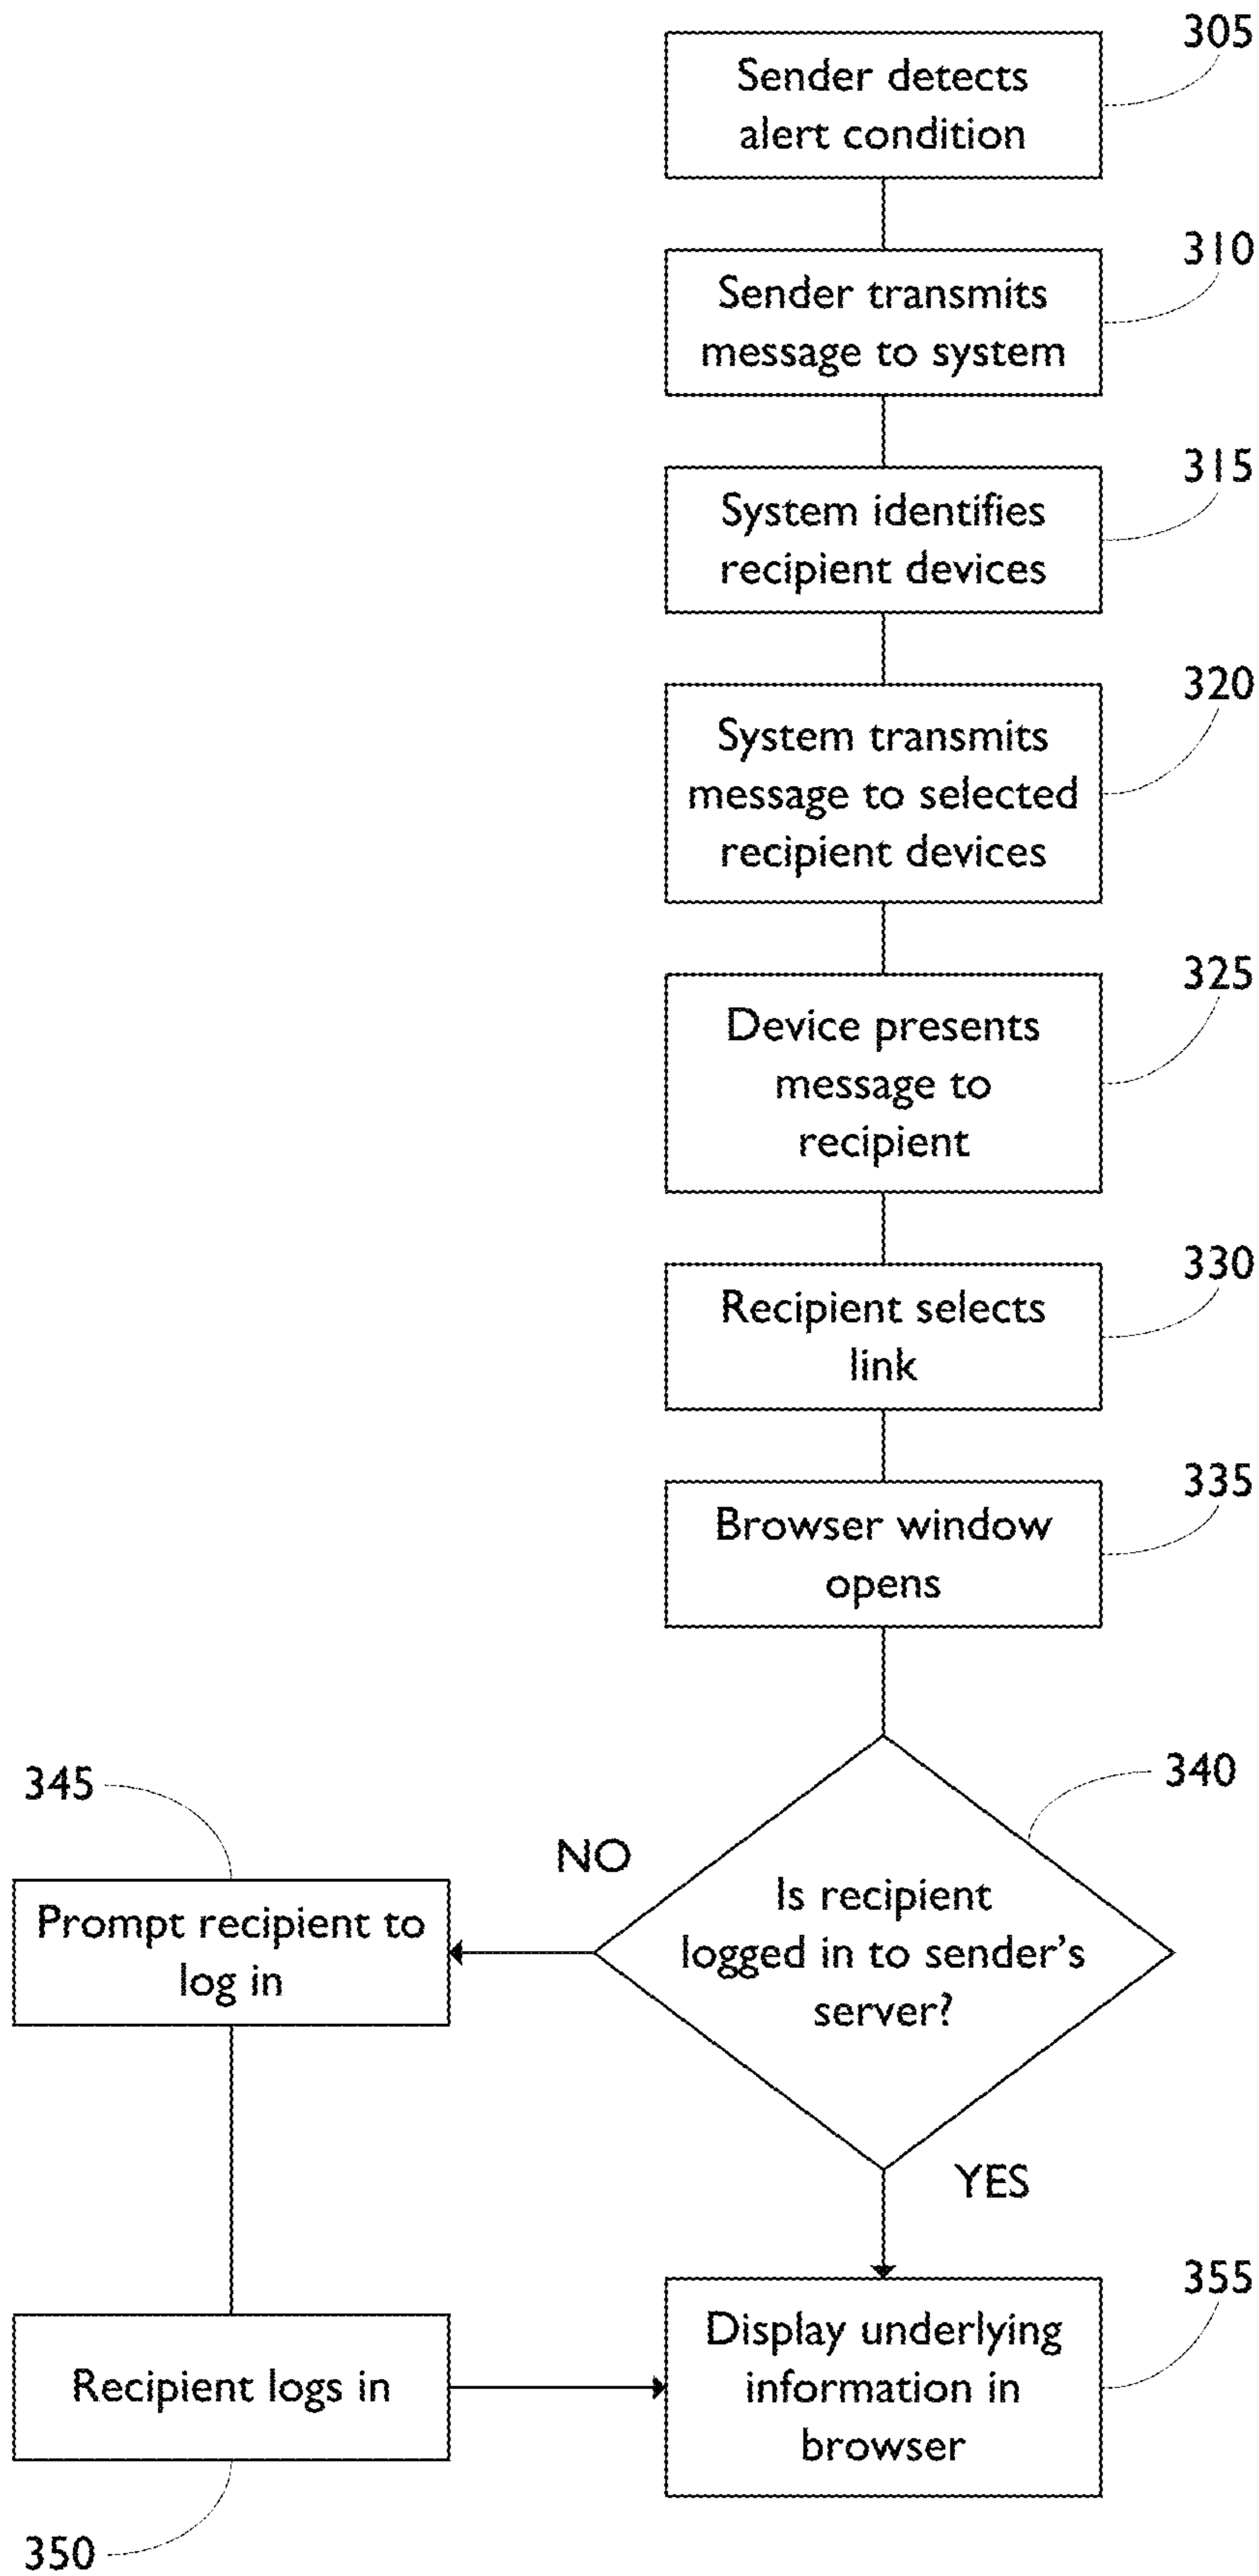 305
Sender detects
alert condition
310
Sender transmits
message to system
315
System identifies
recipient devices
320
System transmits
message to selected
recipient devices
325
Device presents
message to
recipient
330
Recipient selects
link
335
Browser window
opens
340
Is recipient
logged in to sender’s
server?
NO
345
Prompt recipient to
log in
YES
350
Recipient logs in
355
Display underlying
information in
browser